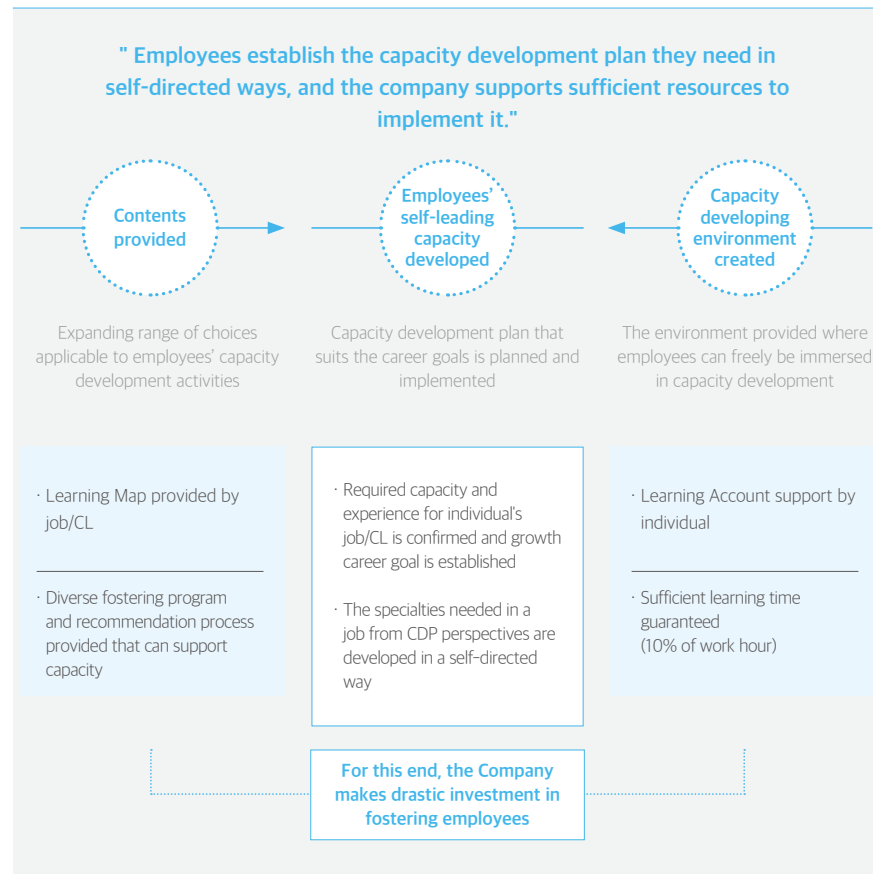 " Employees establish the capacity development plan they need in
self-directed ways, and the company supports sufficient resources to
implement it."
Contents
provided
Employees'
self-leading
capacity
developed
Capacity
developing
environment
created
Expanding range of choices
applicable to employees' capacity
development activities
Capacity development plan that
suits the career goals is planned and
implemented
The environment provided where
employees can freely be immersed
in capacity development
· Learning Map provided by
job/CL
· Diverse fostering program
and recommendation process
provided that can support
capacity
· Required capacity and
experience for individual's
job/CL is confirmed and growth
career goal is established
· The specialties needed in a
job from CDP perspectives are
developed in a self-directed
way
· Learning Account support by
individual
· Sufficient learning time
guaranteed
(10% of work hour)
For this end, the Company
makes drastic investment in
fostering employees